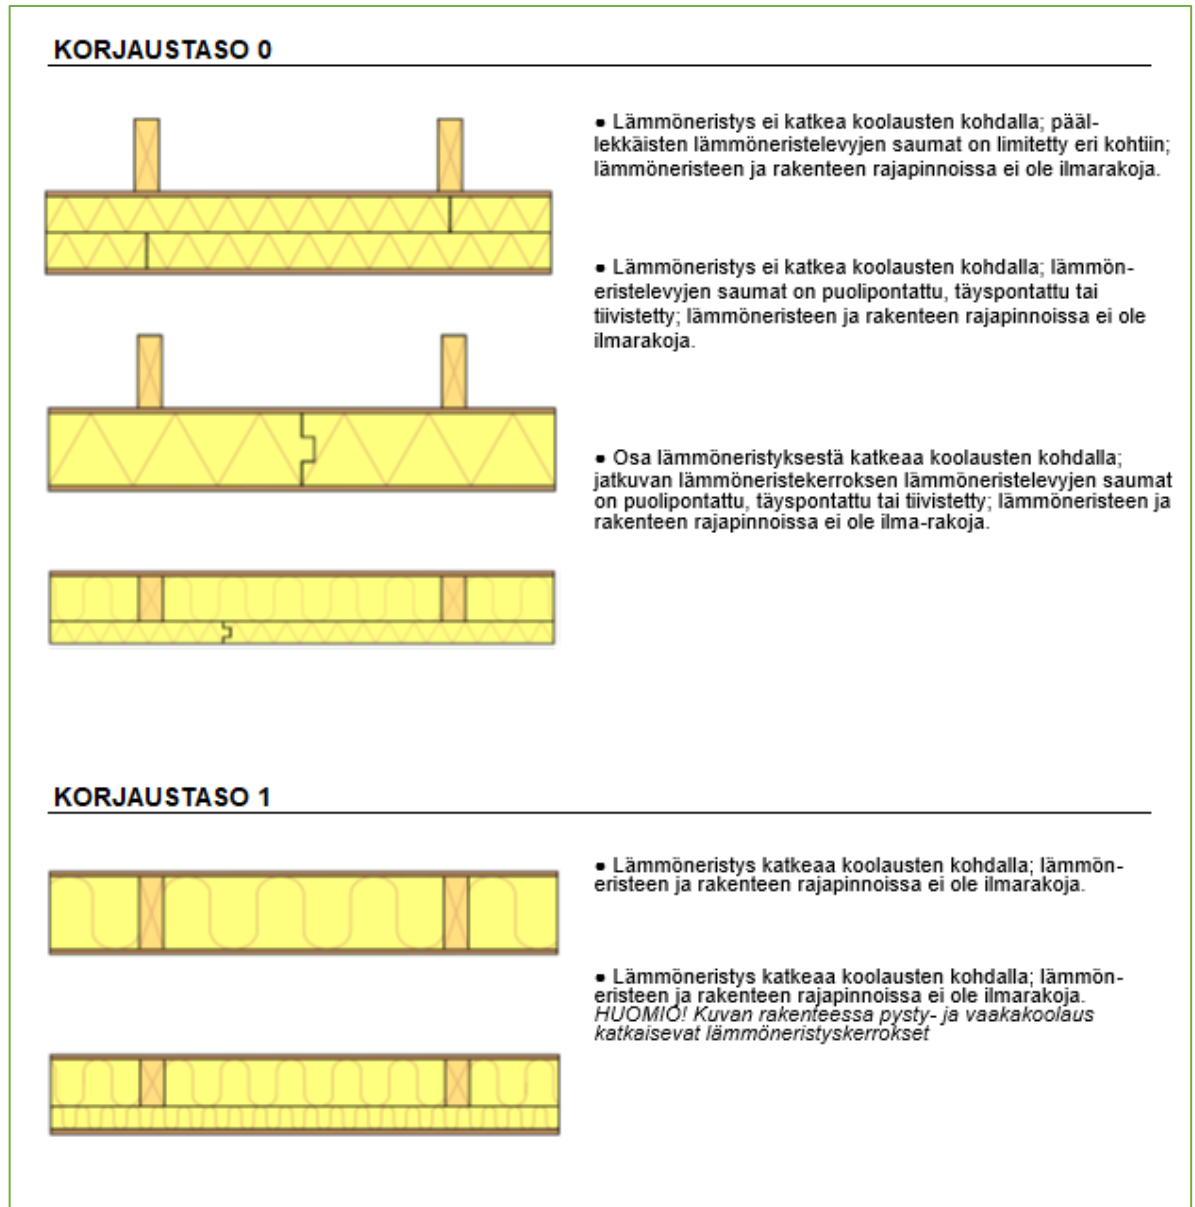 KORJAUSTASO 0
• Lämmöneristys ei katkea koolausten kohdalla; pääl-
lekkäisten lämmöneristelevyjen saumat on limitetty eri kohtiin;
lämmöneristeen ja rakenteen rajapinnoissa ei ole ilmarakoja.
• Lämmöneristys ei katkea koolausten kohdalla; lämmön-
eristelevyjen saumat on puolipontattu, täyspontattu tai
tiivistetty; lämmöneristeen ja rakenteen rajapinnoissa ei ole
ilmarakoja.
• Osa lämmöneristyksestä katkeaa koolausten kohdalla;
jatkuvan lämmöneristekerroksen lämmöneristelevyjen saumat
on puolipontattu, täyspontattu tai tiivistetty; lämmöneristeen ja
rakenteen rajapinnoissa ei ole ilma-rakoja.
KORJAUSTASO 1
• Lämmöneristys katkeaa koolausten kohdalla; lämmön-
eristeen ja rakenteen rajapinnoissa ei ole ilmarakoja.
• Lämmöneristys katkeaa koolausten kohdalla; lämmön-
eristeen ja rakenteen rajapinnoissa ei ole ilmarakoja.
HUOMIO! Kuvan rakenteessa pysty- ja vaakakoolaus
katkaisevat lämmöneristyskerrokset